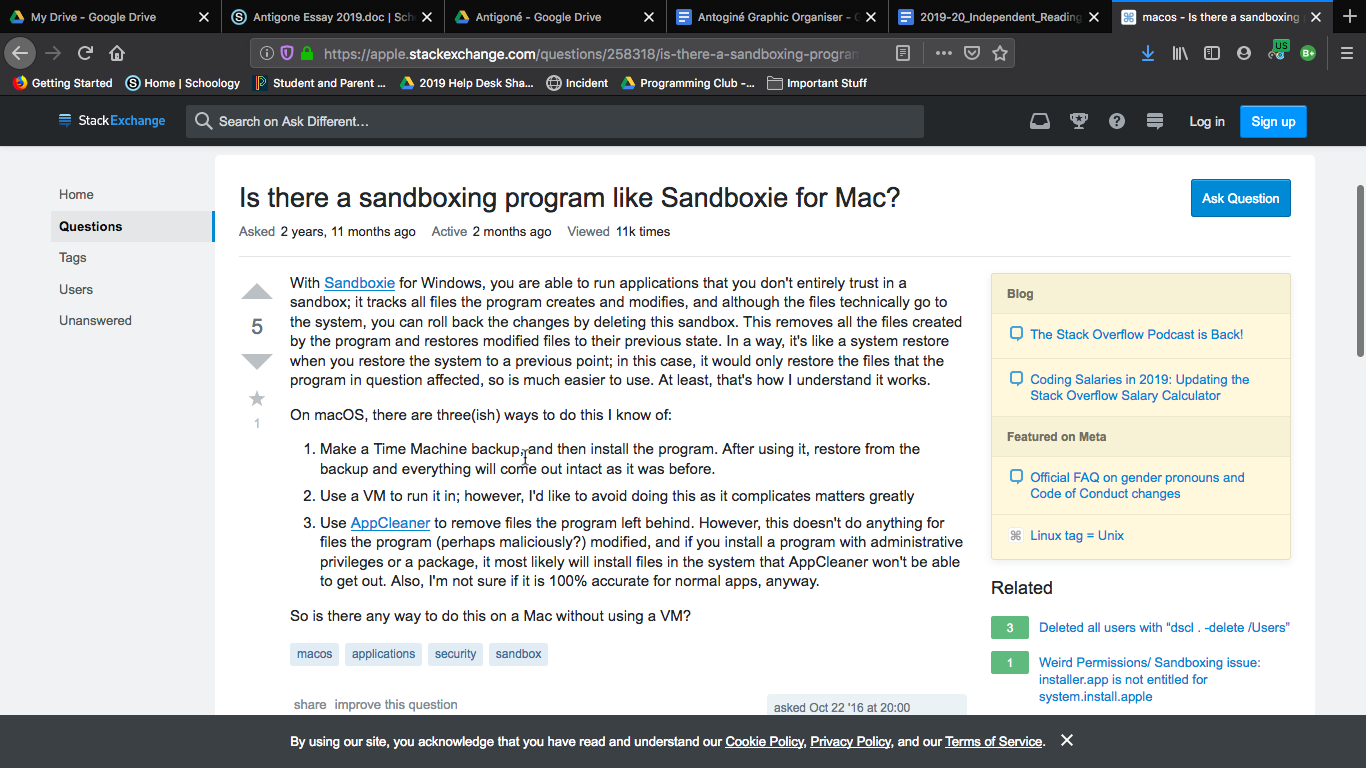 My Drive - Google Drive
Antigone Essay 2019.doc | Sch
Antigoné - Google Drive
Antoginé Graphic Organiser -
2019-20_Independent_Reading
macos - Is there a sandboxing
https://apple.stackexchange.com/questions/258318/is-there-a-sandboxing-program
US
B+
Getting Started
Home | Schoology
Student and Parent ...
2019 Help Desk Sha...
Incident
Programming Club -...
Important Stuff
StackExchange
Search on Ask Different...
Log in
Sign up
Home
Questions
Tags
Users
Unanswered
Is there a sandboxing program like Sandboxie for Mac?
Ask Question
Asked 2 years, 11 months ago Active 2 months ago Viewed 11k times
5
1
With Sandboxie for Windows, you are able to run applications that you don't entirely trust in a
sandbox; it tracks all files the program creates and modifies, and although the files technically go to
the system, you can roll back the changes by deleting this sandbox. This removes all the files created
by the program and restores modified files to their previous state. In a way, it's like a system restore
when you restore the system to a previous point; in this case, it would only restore the files that the
program in question affected, so is much easier to use. At least, that's how I understand it works.
On macOS, there are three(ish) ways to do this I know of:
1. Make a Time Machine backup, and then install the program. After using it, restore from the
backup and everything will come out intact as it was before.
2. Use a VM to run it in; however, I'd like to avoid doing this as it complicates matters greatly
3. Use AppCleaner to remove files the program left behind. However, this doesn't do anything for
files the program (perhaps maliciously?) modified, and if you install a program with administrative
privileges or a package, it most likely will install files in the system that AppCleaner won't be able
to get out. Also, I'm not sure if it is 100% accurate for normal apps, anyway.
So is there any way to do this on a Mac without using a VM?
macos applications security sandbox
share improve this question
asked Oct 22 '16 at 20:00
Blog
The Stack Overflow Podcast is Back!
Coding Salaries in 2019: Updating the
Stack Overflow Salary Calculator
Featured on Meta
Official FAQ on gender pronouns and
Code of Conduct changes
Linux tag = Unix
Related
3 Deleted all users with “dscl . -delete /Users”
1 Weird Permissions/ Sandboxing issue:
installer.app is not entitled for
system.install.apple
By using our site, you acknowledge that you have read and understand our Cookie Policy, Privacy Policy, and our Terms of Service.